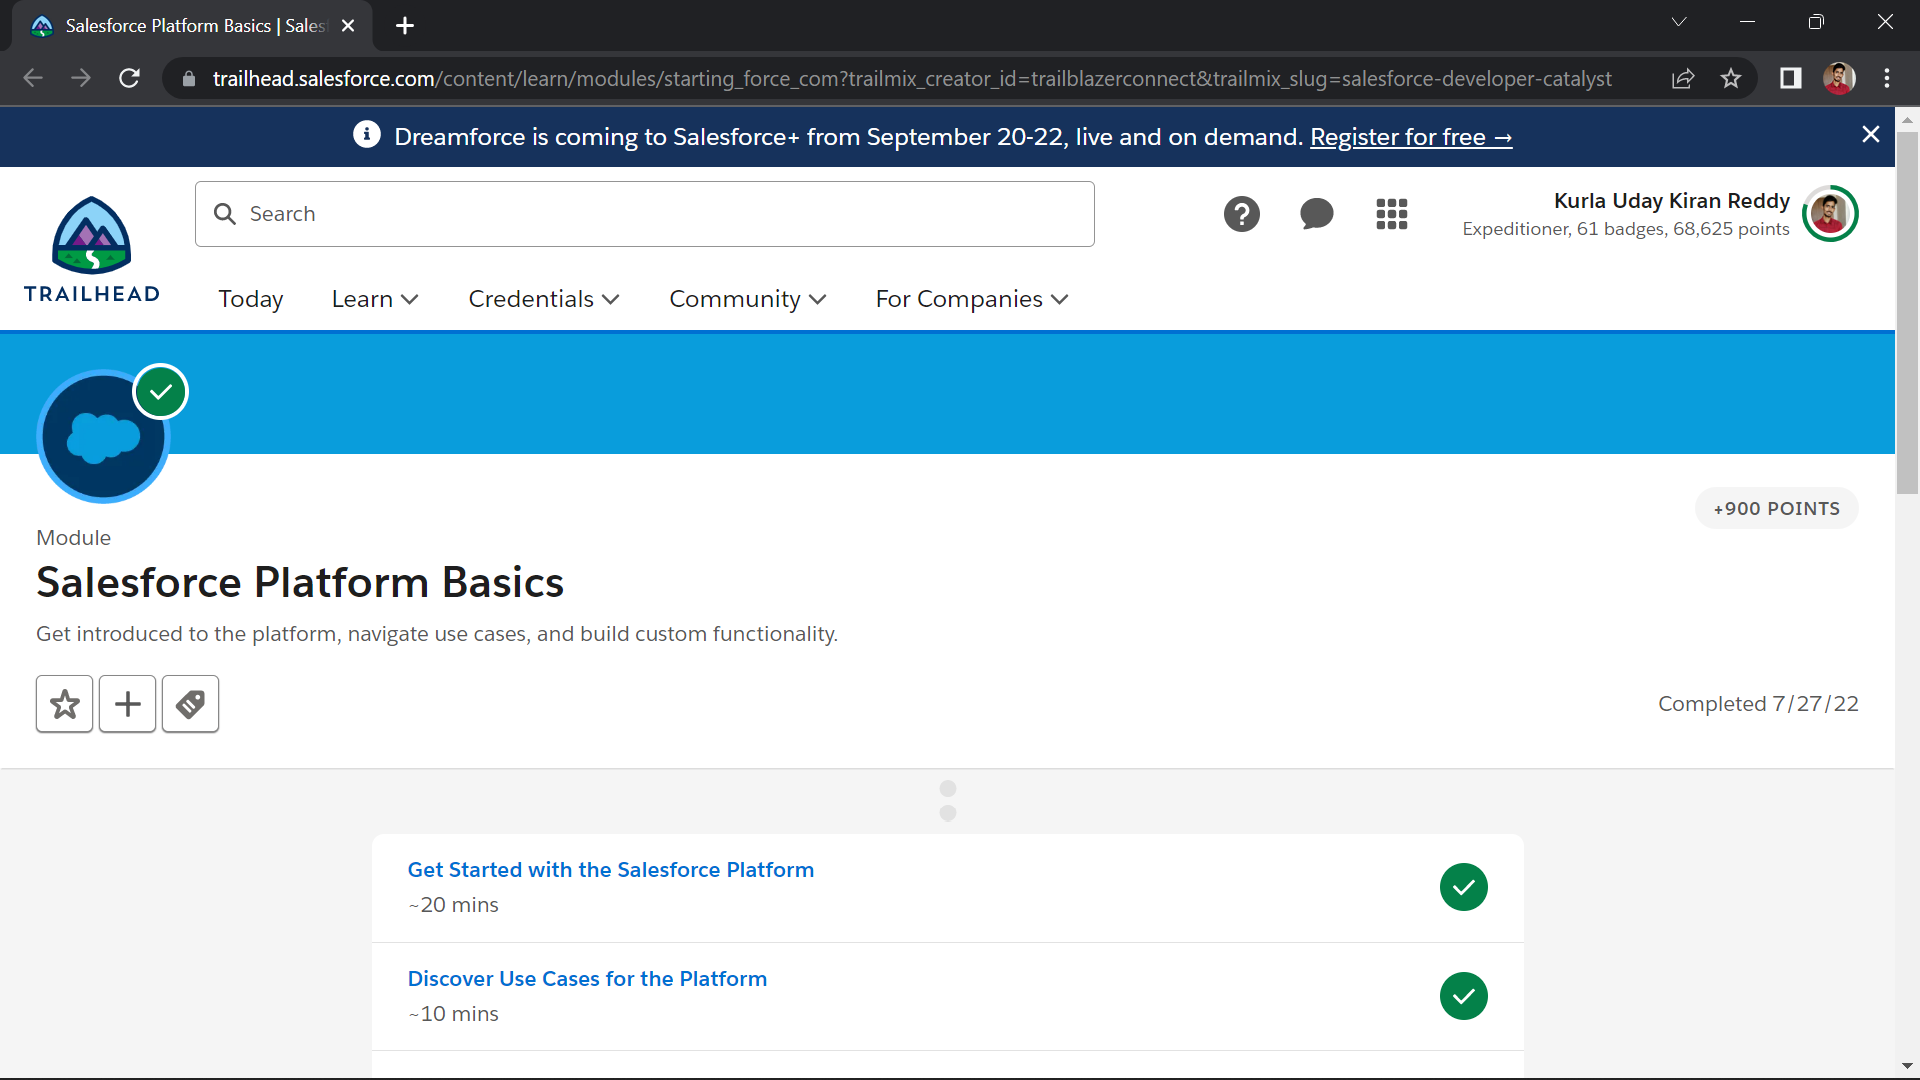 Salesforce Platform Basics | Sales
trailhead.salesforce.com/content/learn/modules/starting_force_com?trailmix_creator_id=trailblazerconnect&trailmix_slug=salesforce-developer-catalyst
Dreamforce is coming to Salesforce+ from September 20-22, live and on demand. Register for free →
Search
Kurla Uday Kiran Reddy
Expeditioner, 61 badges, 68,625 points
TRAILHEAD
Today Learn Credentials Community For Companies
+900 POINTS
Module
Salesforce Platform Basics
Get introduced to the platform, navigate use cases, and build custom functionality.
Completed 7/27/22
Get Started with the Salesforce Platform
~20 mins
Discover Use Cases for the Platform
~10 mins